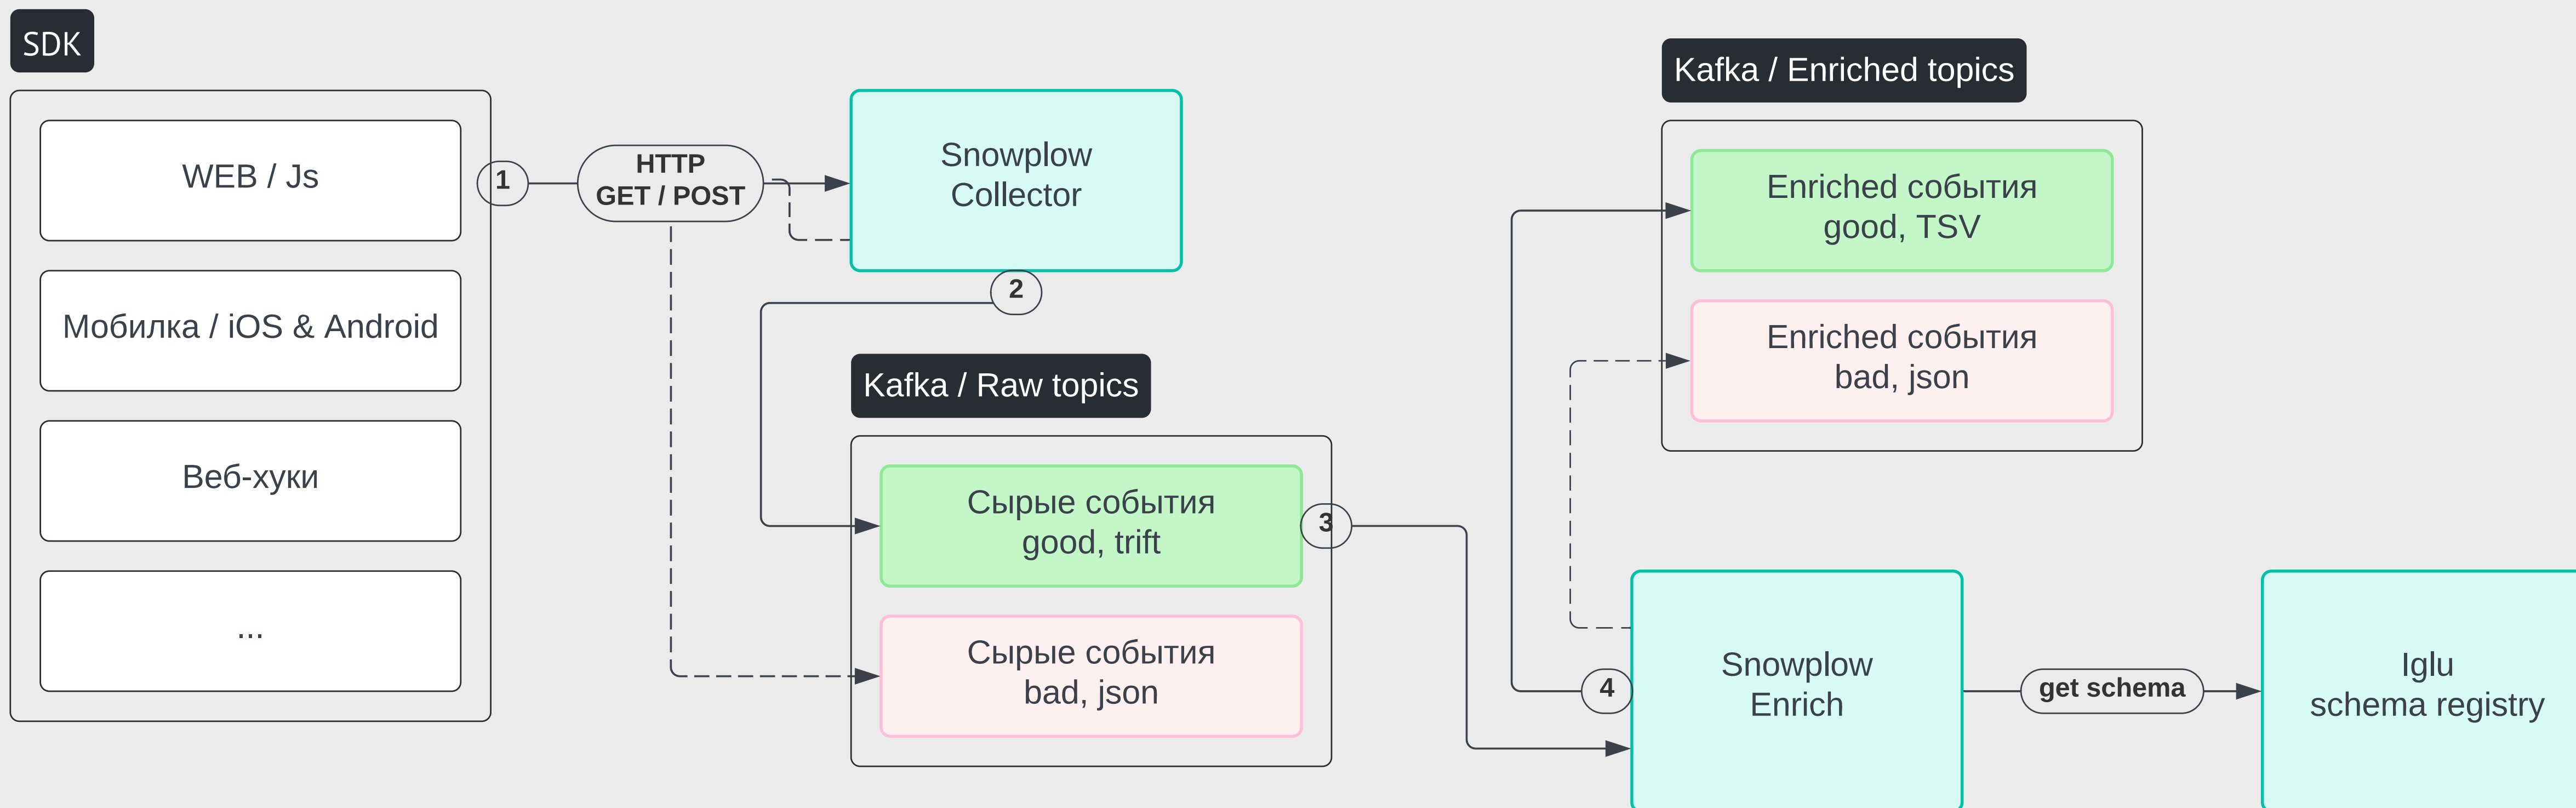 SDK
WEB / Js
Мобилка / iOS & Android
Веб-хуки
...
1
HTTP
GET / POST
Snowplow
Collector
2
Kafka / Raw topics
Сырые события
good, trift
Сырые события
bad, json
3
Kafka / Enriched topics
Enriched события
good, TSV
Enriched события
bad, json
4
Snowplow
Enrich
get schema
Iglu
schema registry